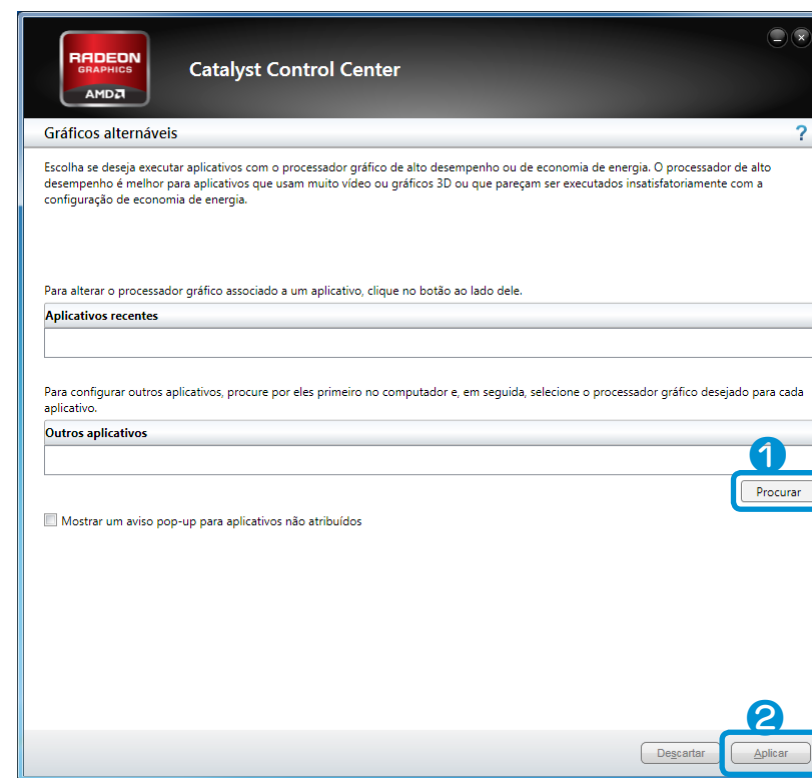 RADEON
GRAPHICS
AMD
Catalyst Control Center
Gráficos alternáveis
?
Escolha se deseja executar aplicativos com o processador gráfico de alto desempenho ou de economia de energia. O processador de alto
desempenho é melhor para aplicativos que usam muito vídeo ou gráficos 3D ou que pareçam ser executados insatisfatoriamente com a
configuração de economia de energia.
Para alterar o processador gráfico associado a um aplicativo, clique no botão ao lado dele.
Aplicativos recentes
Para configurar outros aplicativos, procure por eles primeiro no computador e, em seguida, selecione o processador gráfico desejado para cada
aplicativo.
Outros aplicativos
1
Procurar
Mostrar um aviso pop-up para aplicativos não atribuídos
2
Descartar
Aplicar